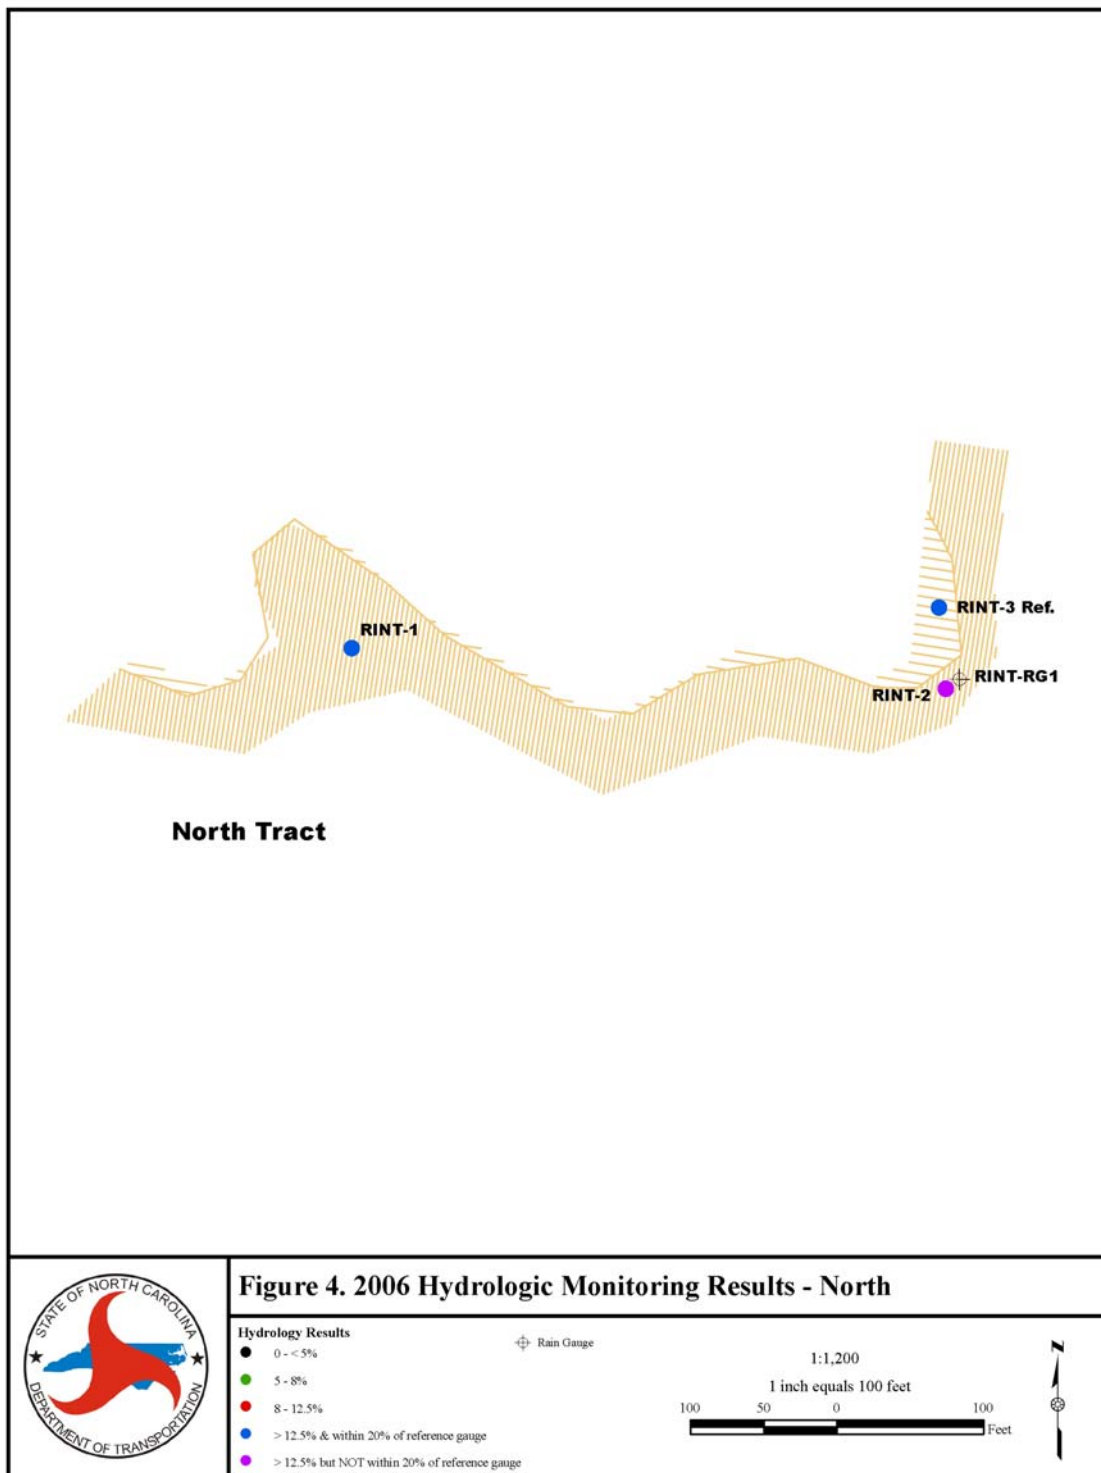 RINT-3 Ref.
RINT-1
RINT-RG1
RINT-2
North Tract
STATE OF NORTH CAROLINA
DEPARTMENT OF TRANSPORTATION
Figure 4. 2006 Hydrologic Monitoring Results - North
Hydrology Results
0 - < 5%
5 - 8%
8 - 12.5%
> 12.5% & within 20% of reference gauge
> 12.5% but NOT within 20% of reference gauge
Rain Gauge
1:1,200
1 inch equals 100 feet
100 50 0 100
Feet
N